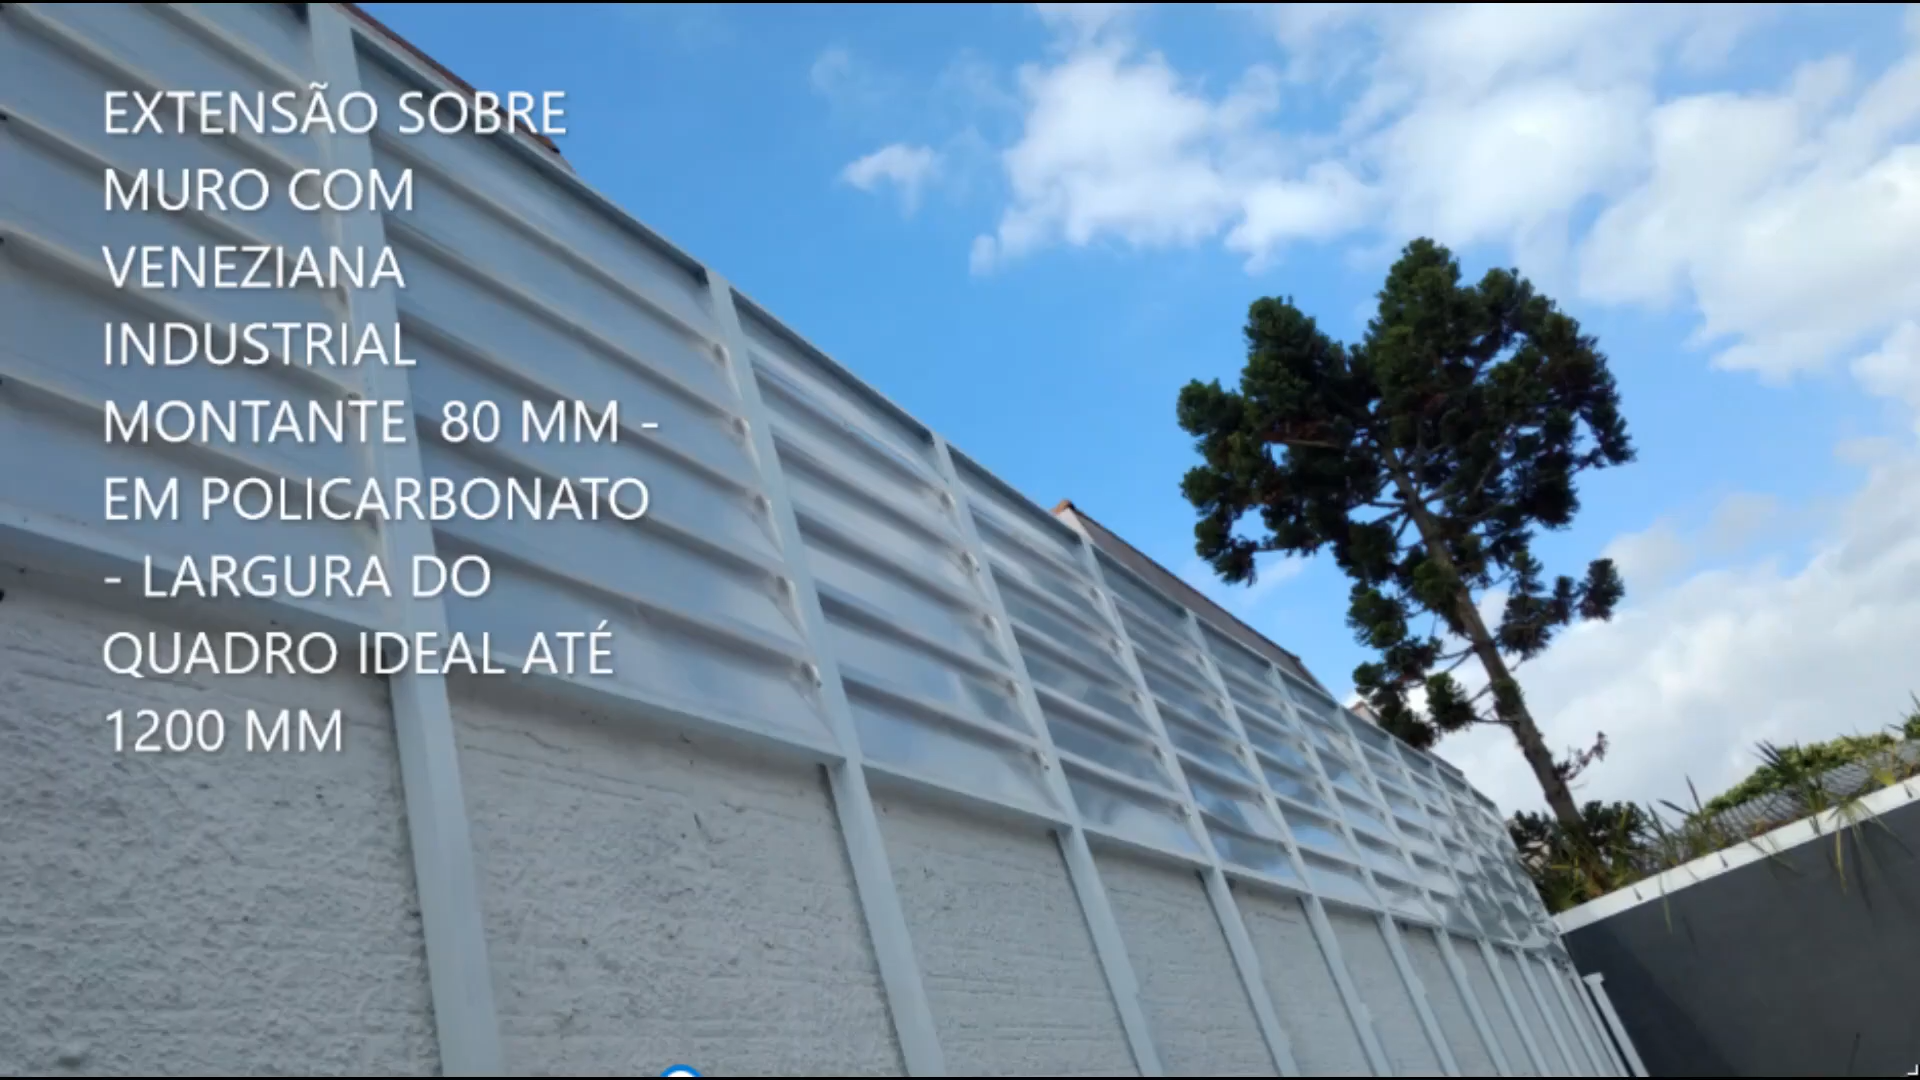 EXTENSÃO SOBRE
MURO COM
VENEZIANA
INDUSTRIAL
MONTANTE  80 MM -
EM POLICARBONATO
- LARGURA DO
QUADRO IDEAL ATÉ
1200 MM